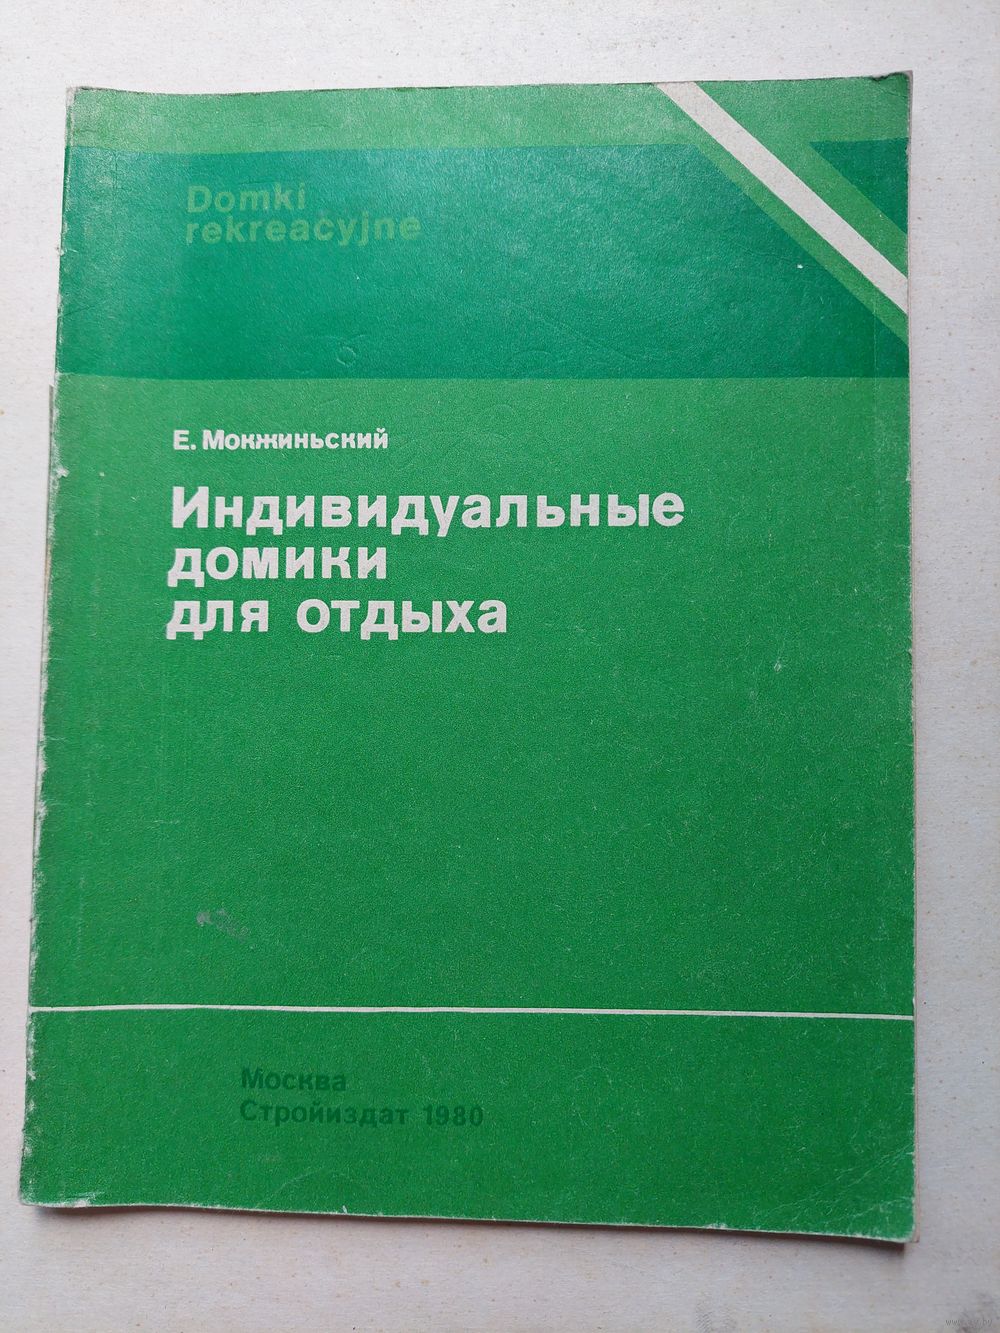 Domki
rekreacyjne
Е. Мокжиньский
Индивидуальные
домики
для отдыха
Москва
Стройиздат 1980